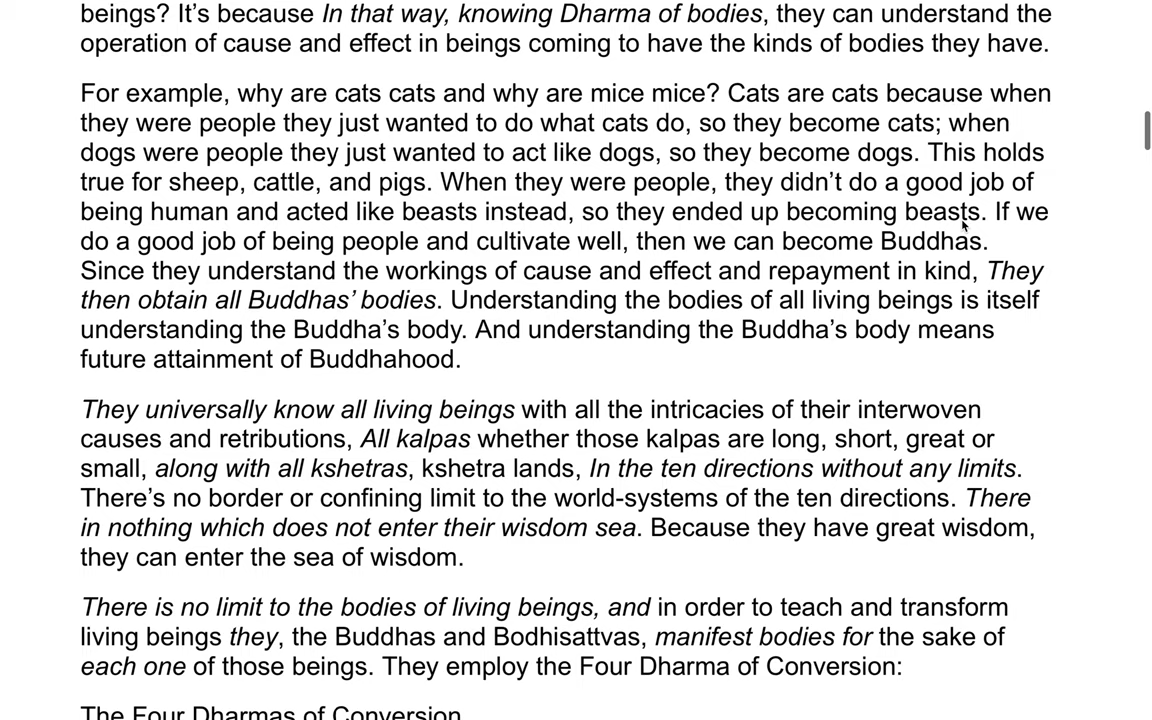 beings? It’s because In that way, knowing Dharma of bodies, they can understand the
operation of cause and effect in beings coming to have the kinds of bodies they have.
For example, why are cats cats and why are mice mice? Cats are cats because when
they were people they just wanted to do what cats do, so they become cats; when
dogs were people they just wanted to act like dogs, so they become dogs. This holds
true for sheep, cattle, and pigs. When they were people, they didn’t do a good job of
being human and acted like beasts instead, so they ended up becoming beasts. If we
do a good job of being people and cultivate well, then we can become Buddhas.
Since they understand the workings of cause and effect and repayment in kind, They
then obtain all Buddhas’ bodies. Understanding the bodies of all living beings is itself
understanding the Buddha’s body. And understanding the Buddha’s body means
future attainment of Buddhahood.
They universally know all living beings with all the intricacies of their interwoven
causes and retributions, All kalpas whether those kalpas are long, short, great or
small, along with all kshetras, kshetra lands, In the ten directions without any limits.
There’s no border or confining limit to the world-systems of the ten directions. There
in nothing which does not enter their wisdom sea. Because they have great wisdom,
they can enter the sea of wisdom.
There is no limit to the bodies of living beings, and in order to teach and transform
living beings they, the Buddhas and Bodhisattvas, manifest bodies for the sake of
each one of those beings. They employ the Four Dharma of Conversion:
The Four Dharmas of Conversion